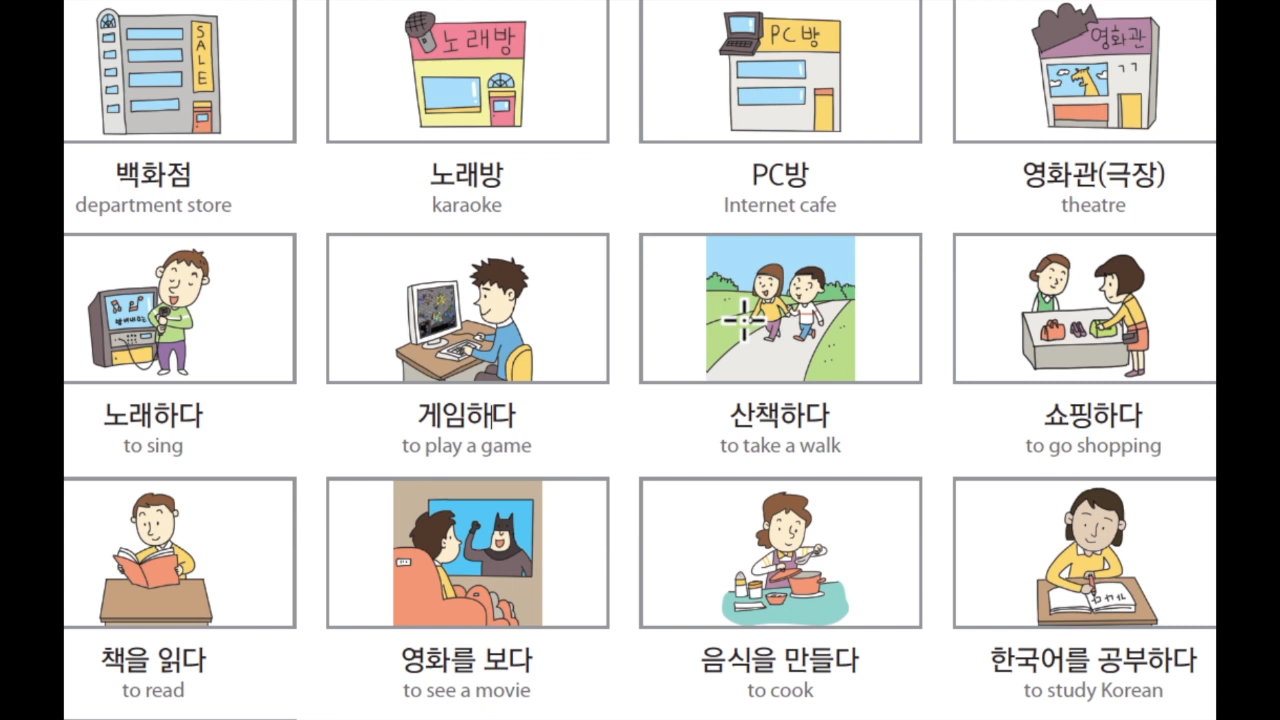 SALE
노래방
PC방
영화관
ㄱㄱ
백화점
노래방
PC방
영화관(극장)
department store
karaoke
Internet cafe
theatre
노래하다
게임하다
산책하다
쇼핑하다
to sing
to play a game
to take a walk
to go shopping
책을 읽다
영화를 보다
음식을 만들다
한국어를 공부하다
to read
to see a movie
to cook
to study Korean